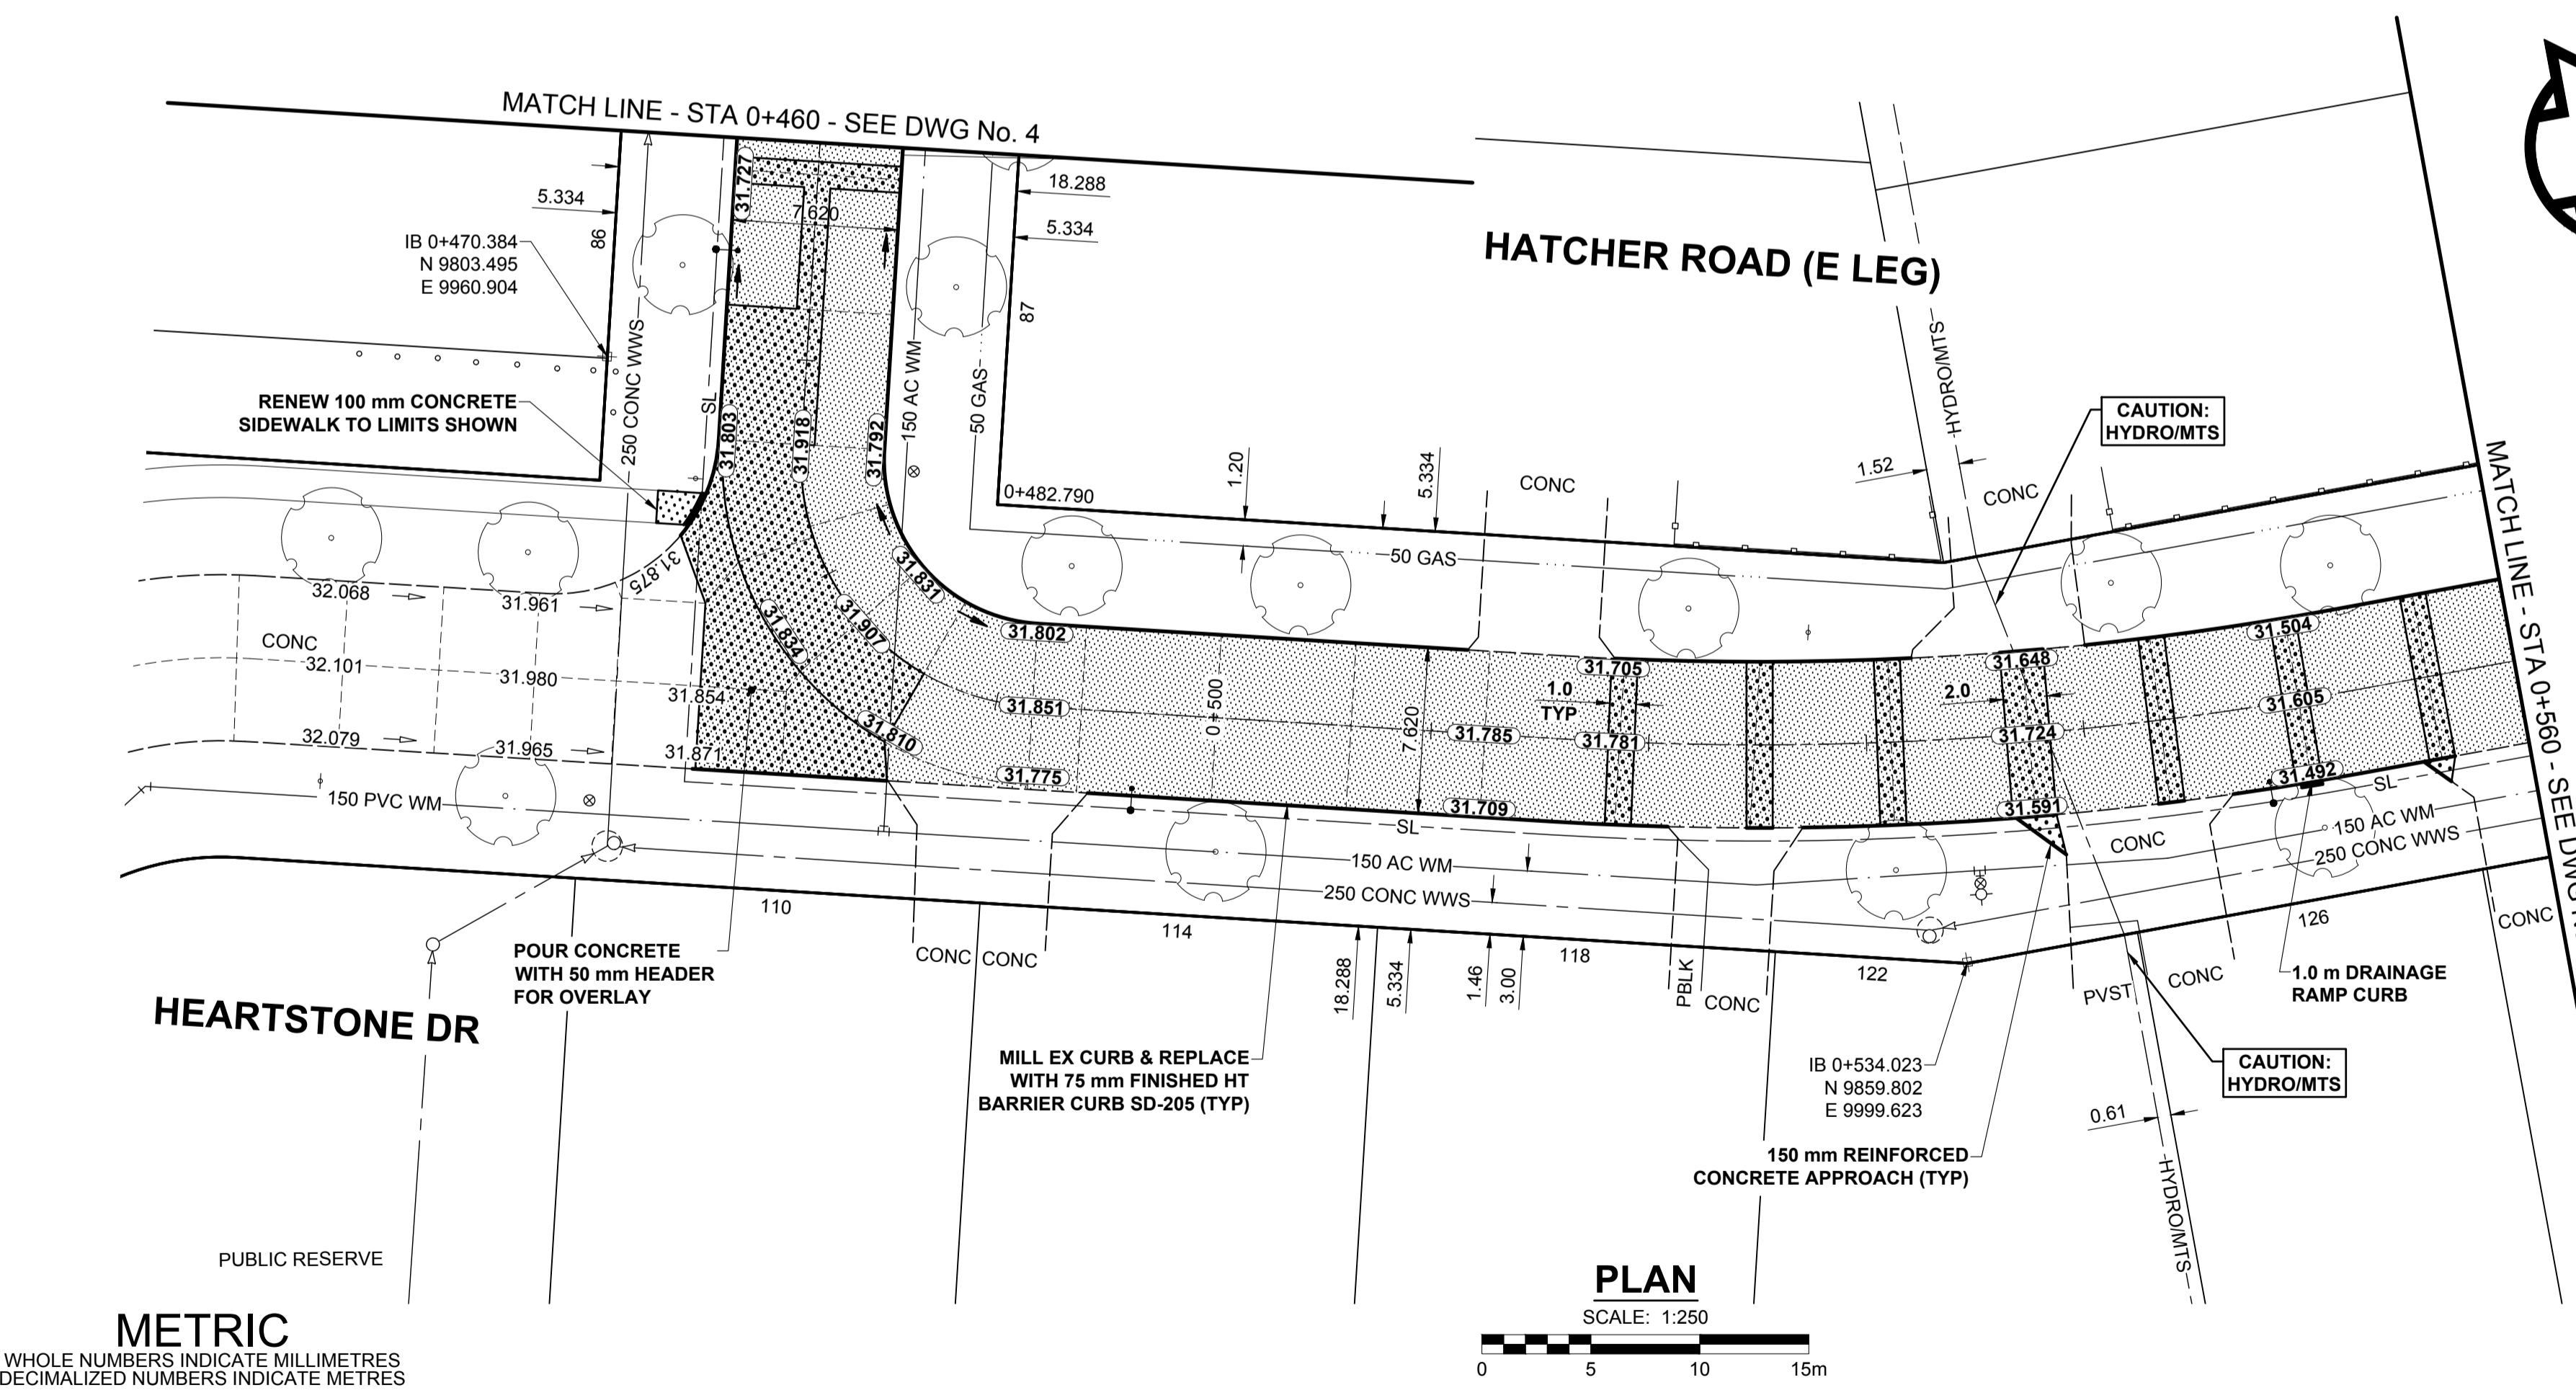 MATCH LINE - STA 0+460 - SEE DWG No. 4
5.334
86
IB 0+470.384
N 9803.495
E 9960.904
250 CONC WWS
SL
31.727
7.620
18.288
5.334
87
150 AC WM
50 GAS
HATCHER ROAD (E LEG)
HYDRO/MTS
CAUTION:
HYDRO/MTS
RENEW 100 mm CONCRETE
SIDEWALK TO LIMITS SHOWN
31.803
31.918
31.792
0+482.790
1.20
5.334
CONC
1.52
CONC
MATCH LINE - STA 0+560 - SEE
50 GAS
31.875
31.831
31.907
31.834
31.810
32.068
31.961
CONC
32.101
31.980
31.854
32.079
31.965
31.871
31.802
31.851
31.775
0+500
7.620
31.705
1.0
TYP
31.785
31.781
31.709
31.648
2.0
31.724
31.591
31.504
31.605
31.492
SL
SL
150 PVC WM
150 AC WM
250 CONC WWS
CONC
150 AC WM
250 CONC WWS
110
114
118
122
126
CONC
CONC
CONC
PBLK
CONC
PVST
CONC
18.288
5.334
1.46
3.00
POUR CONCRETE
WITH 50 mm HEADER
FOR OVERLAY
HEARTSTONE DR
MILL EX CURB & REPLACE
WITH 75 mm FINISHED HT
BARRIER CURB SD-205 (TYP)
IB 0+534.023
N 9859.802
E 9999.623
150 mm REINFORCED
CONCRETE APPROACH (TYP)
1.0 m DRAINAGE
RAMP CURB
CAUTION:
HYDRO/MTS
0.61
HYDRO/MTS
PUBLIC RESERVE
PLAN
SCALE: 1:250
0 5 10 15m
METRIC
WHOLE NUMBERS INDICATE MILLIMETRES
DECIMALIZED NUMBERS INDICATE METRES